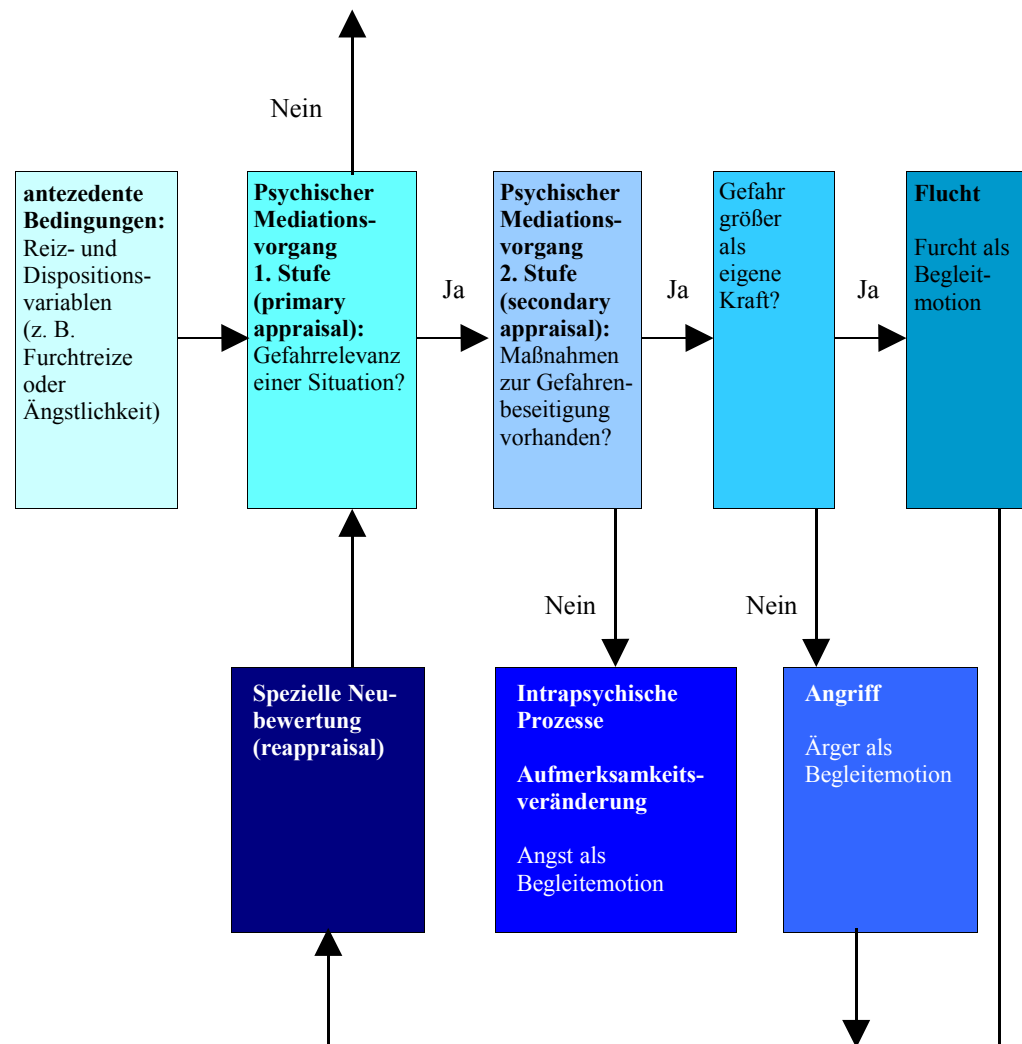 Nein
antezedente
Bedingungen:
Reiz- und
Dispositions-
variablen
(z. B.
Furchtreize
oder
Ängstlichkeit)
Psychischer
Mediations-
vorgang
1. Stufe
(primary
appraisal):
Gefahrrelevanz
einer Situation?
Ja
Psychischer
Mediations-
vorgang
2. Stufe
(secondary
appraisal):
Maßnahmen
zur Gefahren-
beseitigung
vorhanden?
Ja
Gefahr
größer
als
eigene
Kraft?
Ja
Flucht
Furcht als
Begleit-
motion
Nein
Nein
Spezielle Neu-
bewertung
(reappraisal)
Intrapsychische
Prozesse
Aufmerksamkeits-
veränderung
Angst als
Begleitemotion
Angriff
Ärger als
Begleitemotion